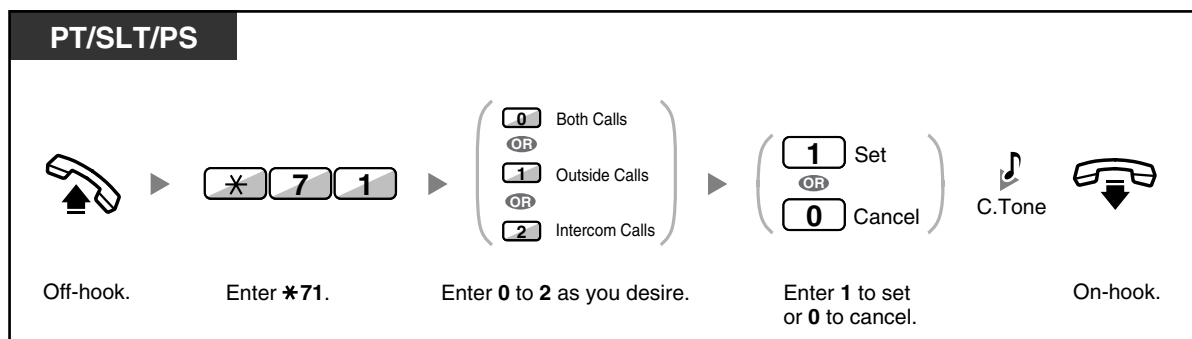 PT/SLT/PS
0 Both Calls
OR
1 Outside Calls
OR
2 Intercom Calls
✳ 7 1
1 Set
OR
0 Cancel
C.Tone
Off-hook.
Enter ✳71.
Enter 0 to 2 as you desire.
Enter 1 to set
or 0 to cancel.
On-hook.